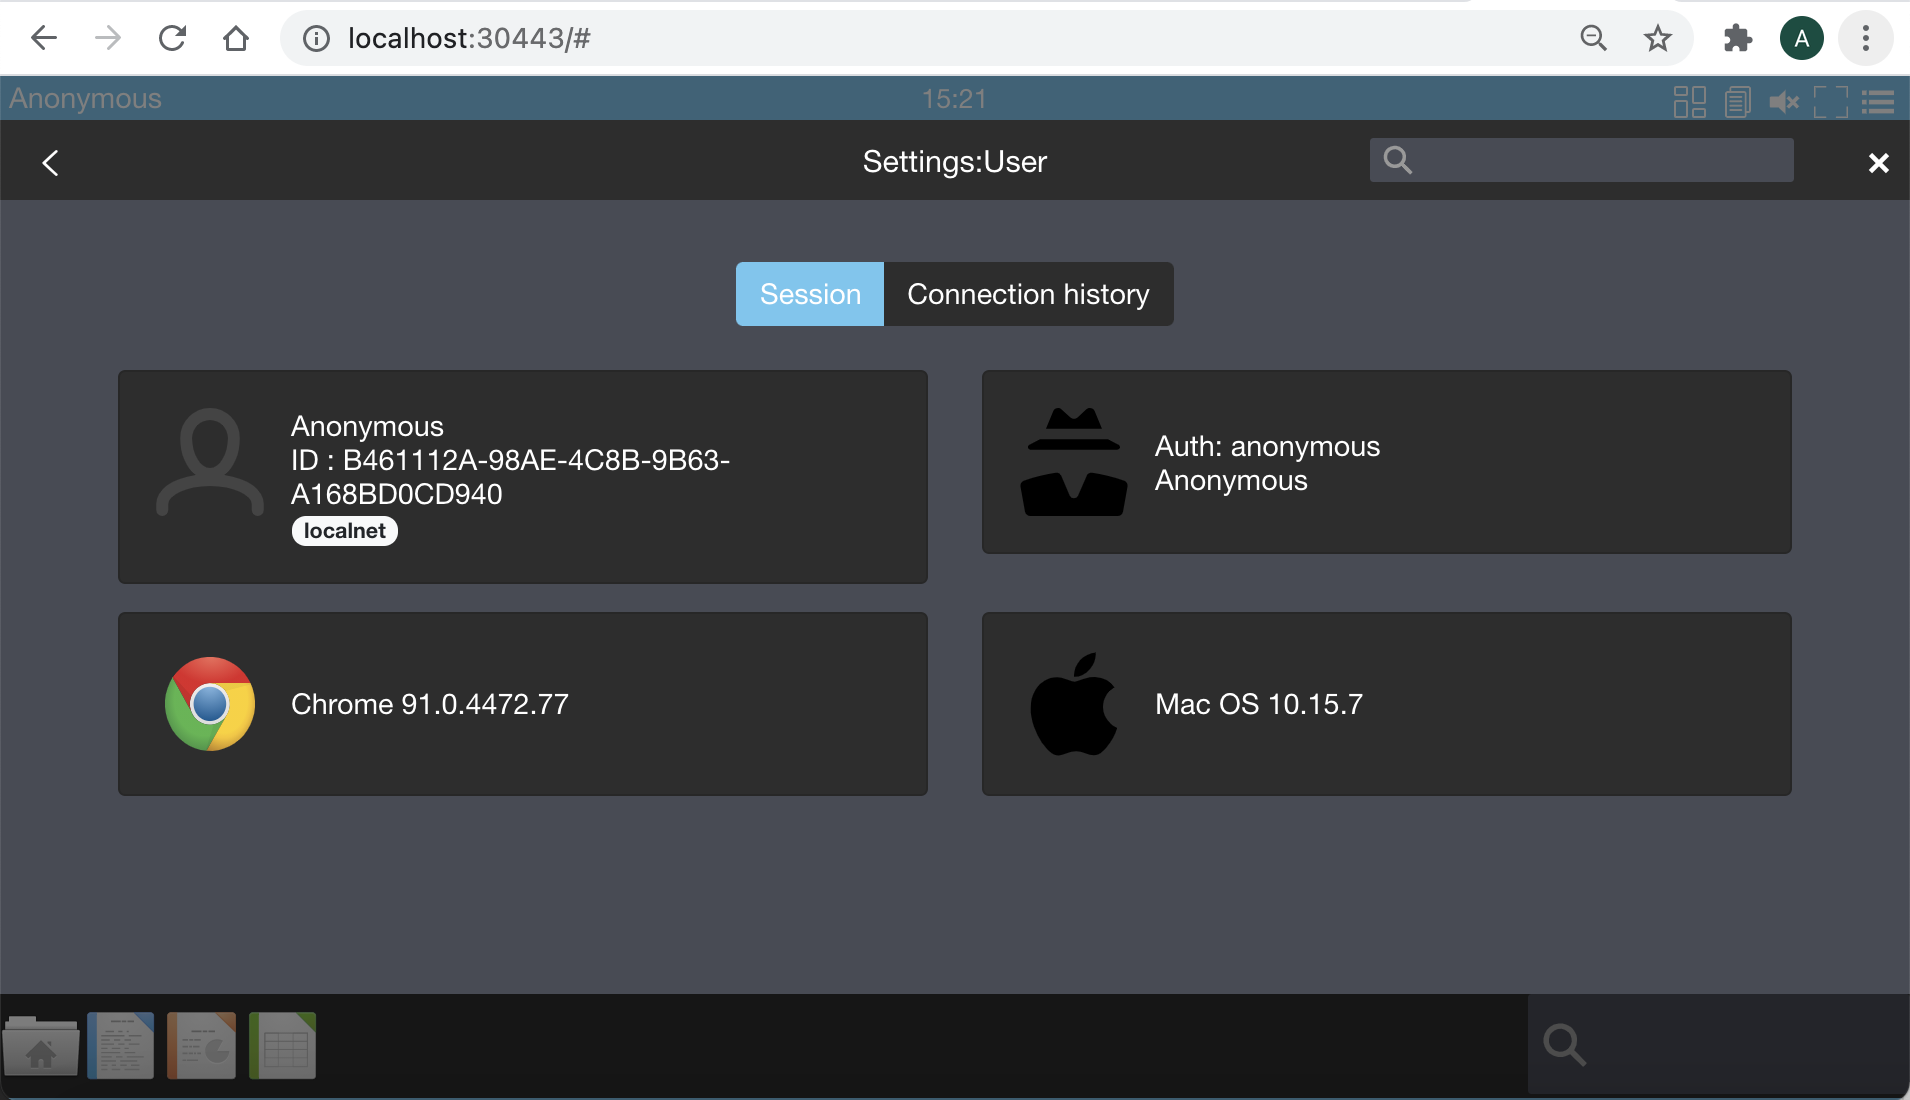 localhost:30443/#
A
Anonymous
15:21
Settings:User
Session
Connection history
Anonymous
ID : B461112A-98AE-4C8B-9B63-
A168BD0CD940
localnet
Auth: anonymous
Anonymous
Chrome 91.0.4472.77
Mac OS 10.15.7